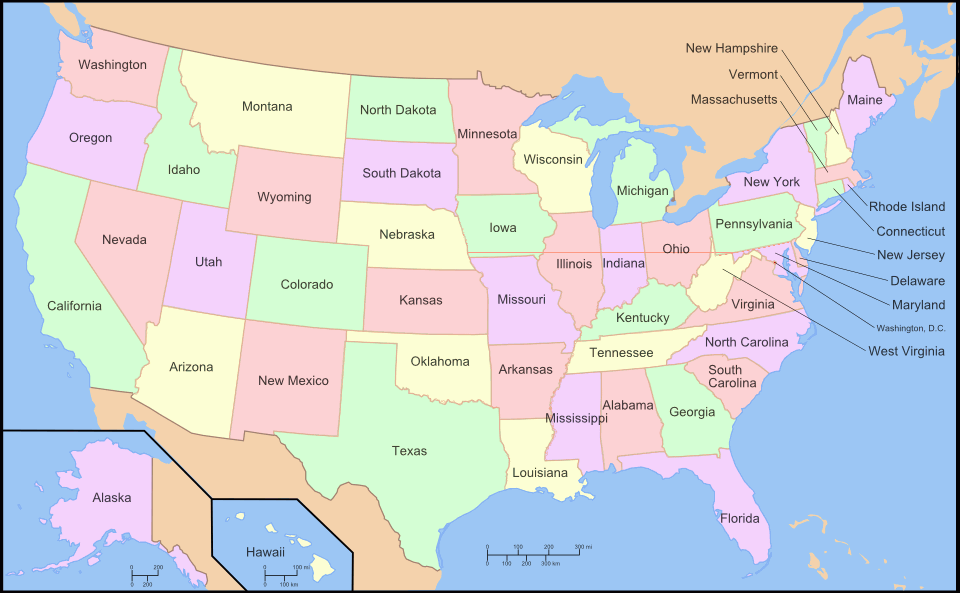 New Hampshire
Vermont
Massachusetts
Maine
Washington
Montana
North Dakota
Minnesota
Oregon
Idaho
Wisconsin
South Dakota
Michigan
New York
Wyoming
Rhode Island
Iowa
Pennsylvania
Connecticut
Nebraska
Nevada
Ohio
New Jersey
Utah
Illinois
Indiana
Colorado
Delaware
Kansas
Missouri
California
Virginia
Maryland
Kentucky
Washington, D.C.
North Carolina
Tennessee
West Virginia
Oklahoma
Arizona
Arkansas
New Mexico
South
Carolina
Alabama
Georgia
Mississippi
Texas
Louisiana
Alaska
Florida
Hawaii
0 100 200 300 mi
0 100 200 300 km
0 200
0 200
0 100 mi
0 100 km